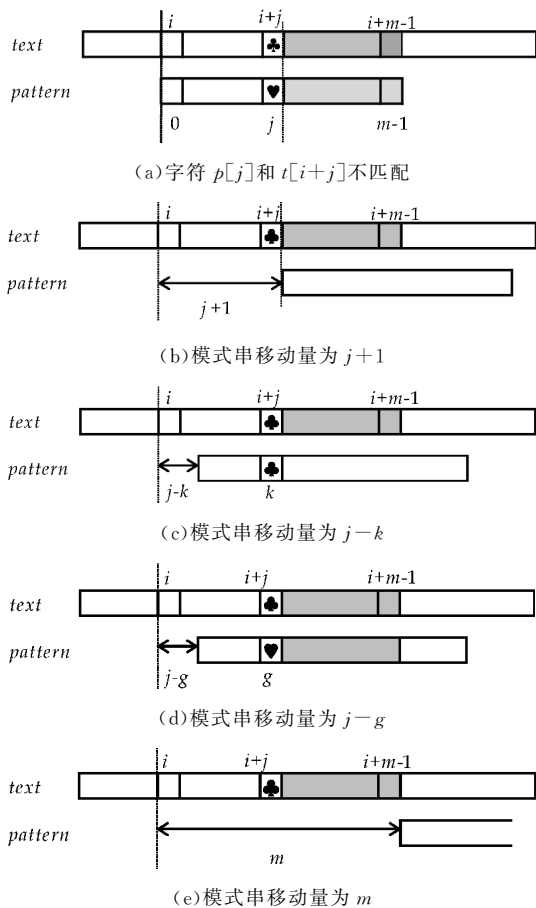 i i+j i+m-1
text ♣
pattern ♥
0 j m-1
(a)字符 p[j]和 t[i+j]不匹配
i i+j i+m-1
text ♣
pattern
j+1
(b)模式串移动量为 j+1
i i+j i+m-1
text ♣
pattern ♣
j-k k
(c)模式串移动量为 j－k
i i+j i+m-1
text ♣
pattern ♥
j-g g
(d)模式串移动量为 j－g
i i+j i+m-1
text ♣
pattern
m
(e)模式串移动量为 m